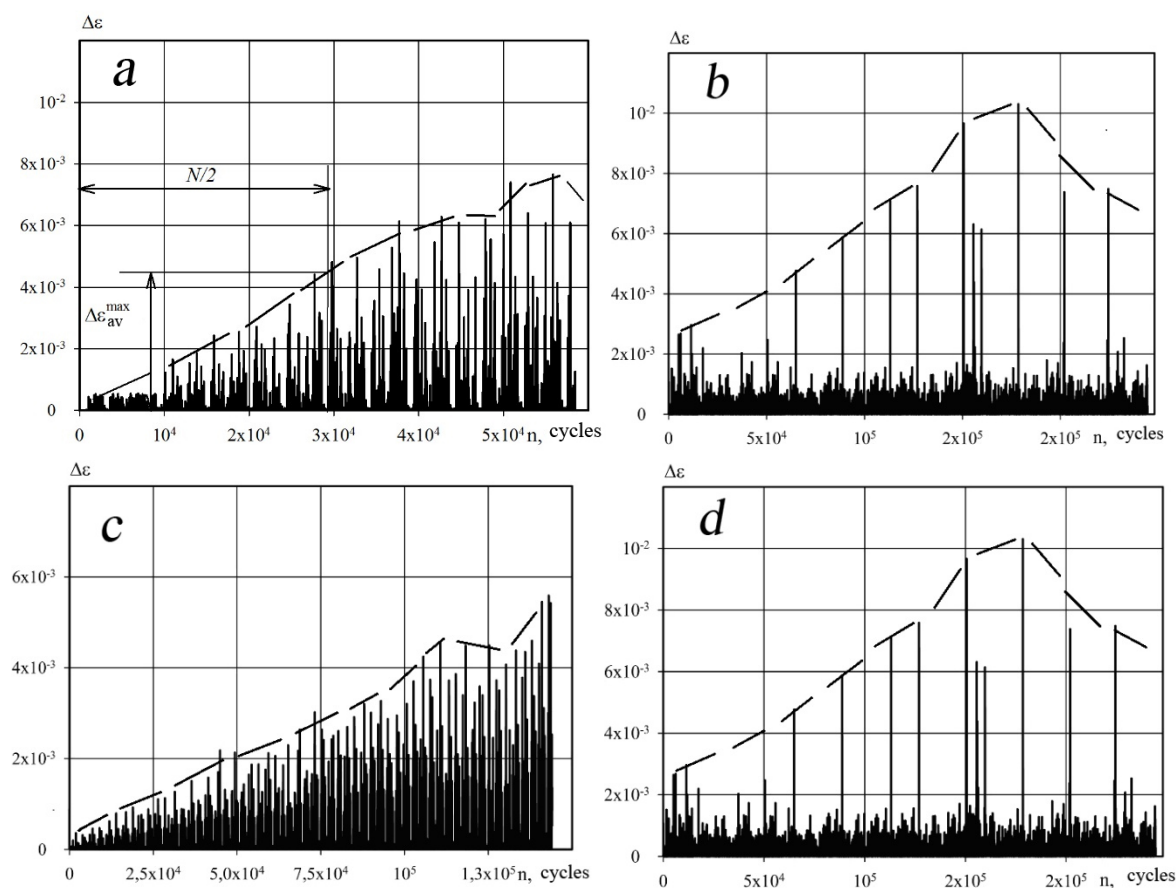 Δε
a
10⁻²
8x10⁻³
6x10⁻³
4x10⁻³
2x10⁻³
0
N/2
Δε_av^max
0
10⁴
2x10⁴
3x10⁴
4x10⁴
5x10⁴ n, cycles
Δε
b
10⁻²
8x10⁻³
6x10⁻³
4x10⁻³
2x10⁻³
0
0
5x10⁴
10⁵
2x10⁵
2x10⁵
n, cycles
Δε
c
6x10⁻³
4x10⁻³
2x10⁻³
0
0
2,5x10⁴
5,0x10⁴
7,5x10⁴
10⁵
1,3x10⁵ n, cycles
Δε
d
10⁻²
8x10⁻³
6x10⁻³
4x10⁻³
2x10⁻³
0
0
5x10⁴
10⁵
2x10⁵
2x10⁵
n, cycles